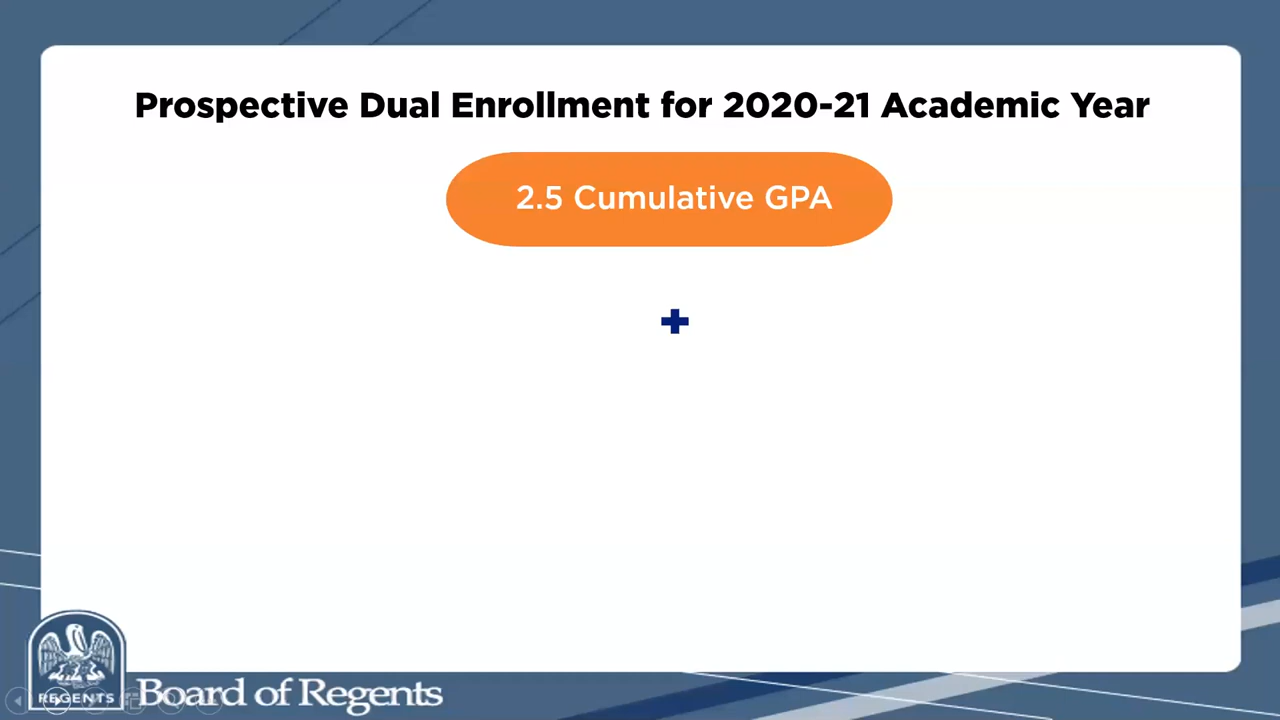 Prospective Dual Enrollment for 2020-21 Academic Year
2.5 Cumulative GPA
+
REGENTS
Board of Regents